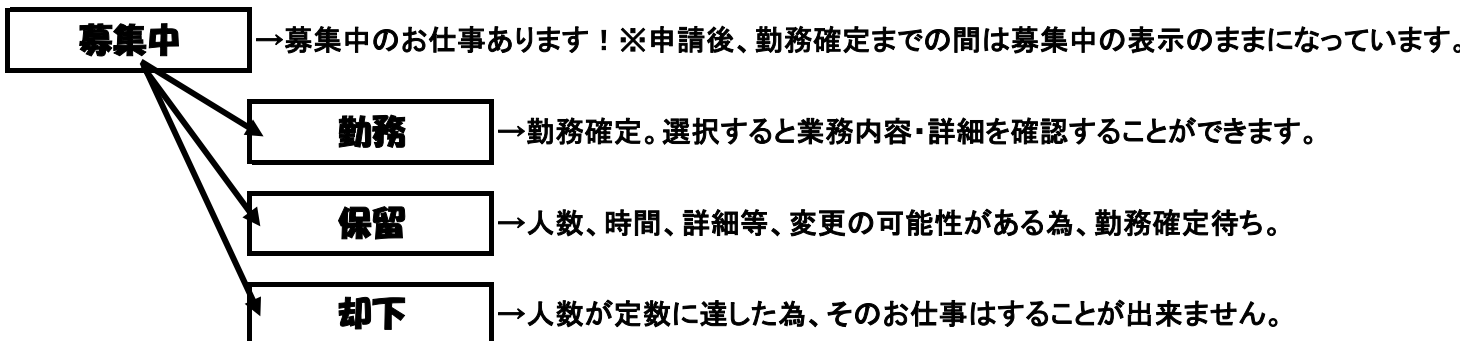 募集中 →募集中のお仕事あります！※申請後、勤務確定までの間は募集中の表示のままになっています。
勤務 →勤務確定。選択すると業務内容・詳細を確認することができます。
保留 →人数、時間、詳細等、変更の可能性がある為、勤務確定待ち。
却下 →人数が定数に達した為、そのお仕事はすることが出来ません。